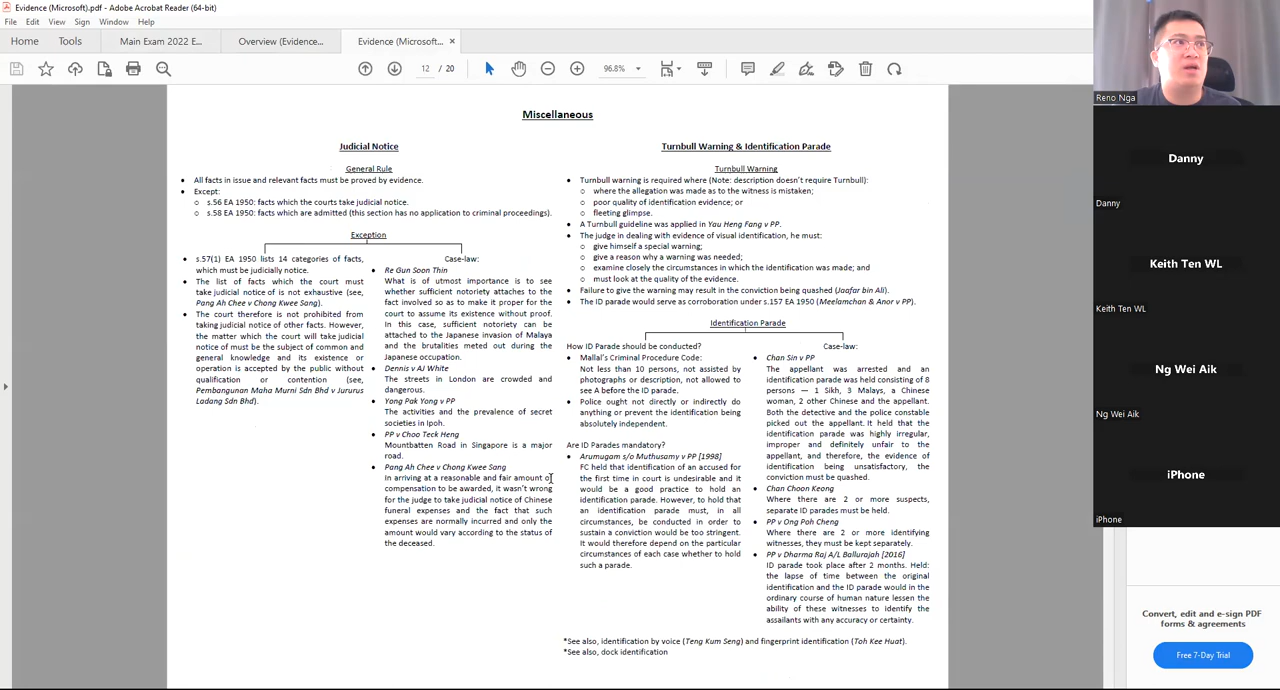 Evidence (Microsoft).pdf - Adobe Acrobat Reader (64-bit)
File Edit View Sign Window Help
Home Tools Main Exam 2022 E... Overview (Evidence... Evidence (Microsoft... ×
12 / 20 96.8%
Miscellaneous
Judicial Notice
General Rule
• All facts in issue and relevant facts must be proved by evidence.
• Except:
o s.56 EA 1950: facts which the courts take judicial notice.
o s.58 EA 1950: facts which are admitted (this section has no application to criminal proceedings).
Exception
• s.57(1) EA 1950 lists 14 categories of facts,
which must be judicially notice.
• The list of facts which the court must
take judicial notice of is not exhaustive (see,
Pang Ah Chee v Chong Kwee Sang).
• The court therefore is not prohibited from
taking judicial notice of other facts. However,
the matter which the court will take judicial
notice of must be the subject of common and
general knowledge and its existence or
operation is accepted by the public without
qualification or contention (see,
Pembangunan Maha Murni Sdn Bhd v Jururus
Ladang Sdn Bhd).
Case-law:
• Re Gun Soon Thin
What is of utmost importance is to see
whether sufficient notoriety attaches to the
fact involved so as to make it proper for the
court to assume its existence without proof.
In this case, sufficient notoriety can be
attached to the Japanese invasion of Malaya
and the brutalities meted out during the
Japanese occupation.
• Dennis v AJ White
The streets in London are crowded and
dangerous.
• Yong Pak Yong v PP
The activities and the prevalence of secret
societies in Ipoh.
• PP v Choo Teck Heng
Mountbatten Road in Singapore is a major
road.
• Pang Ah Chee v Chong Kwee Sang
In arriving at a reasonable and fair amount of
compensation to be awarded, it wasn't wrong
for the judge to take judicial notice of Chinese
funeral expenses and the fact that such
expenses are normally incurred and only the
amount would vary according to the status of
the deceased.
Turnbull Warning & Identification Parade
Turnbull Warning
• Turnbull warning is required where (Note: description doesn't require Turnbull):
o where the allegation was made as to the witness is mistaken;
o poor quality of identification evidence; or
o fleeting glimpse.
• A Turnbull guideline was applied in Yau Heng Fang v PP.
• The judge in dealing with evidence of visual identification, he must:
o give himself a special warning;
o give a reason why a warning was needed;
o examine closely the circumstances in which the identification was made; and
o must look at the quality of the evidence.
• Failure to give the warning may result in the conviction being quashed (Jaafar bin Ali).
• The ID parade would serve as corroboration under s.157 EA 1950 (Meelamchan & Anor v PP).
Identification Parade
How ID Parade should be conducted?
• Mallal's Criminal Procedure Code:
Not less than 10 persons, not assisted by
photographs or description, not allowed to
see A before the ID parade.
• Police ought not directly or indirectly do
anything or prevent the identification being
absolutely independent.
Are ID Parades mandatory?
• Arumugam s/o Muthusamy v PP [1998]
FC held that identification of an accused for
the first time in court is undesirable and it
would be a good practice to hold an
identification parade. However, to hold that
an identification parade must, in all
circumstances, be conducted in order to
sustain a conviction would be too stringent.
It would therefore depend on the particular
circumstances of each case whether to hold
such a parade.
Case-law:
• Chan Sin v PP
The appellant was arrested and an
identification parade was held consisting of 8
persons — 1 Sikh, 3 Malays, a Chinese
woman, 2 other Chinese and the appellant.
Both the detective and the police constable
picked out the appellant. It held that the
identification parade was highly irregular,
improper and definitely unfair to the
appellant, and therefore, the evidence of
identification being unsatisfactory, the
conviction must be quashed.
• Chan Choon Keong
Where there are 2 or more suspects,
separate ID parades must be held.
• PP v Ong Poh Cheng
Where there are 2 or more identifying
witnesses, they must be kept separately.
• PP v Dharma Raj A/L Ballurajah [2016]
ID parade took place after 2 months. Held:
the lapse of time between the original
identification and the ID parade would in the
ordinary course of human nature lessen the
ability of these witnesses to identify the
assailants with any accuracy or certainty.
*See also, identification by voice (Teng Kum Seng) and fingerprint identification (Toh Kee Huat).
*See also, dock identification
Reno Nga
Danny
Danny
Keith Ten WL
Keith Ten WL
Ng Wei Aik
Ng Wei Aik
iPhone
iPhone
Convert, edit and e-sign PDF
forms & agreements
Free 7-Day Trial